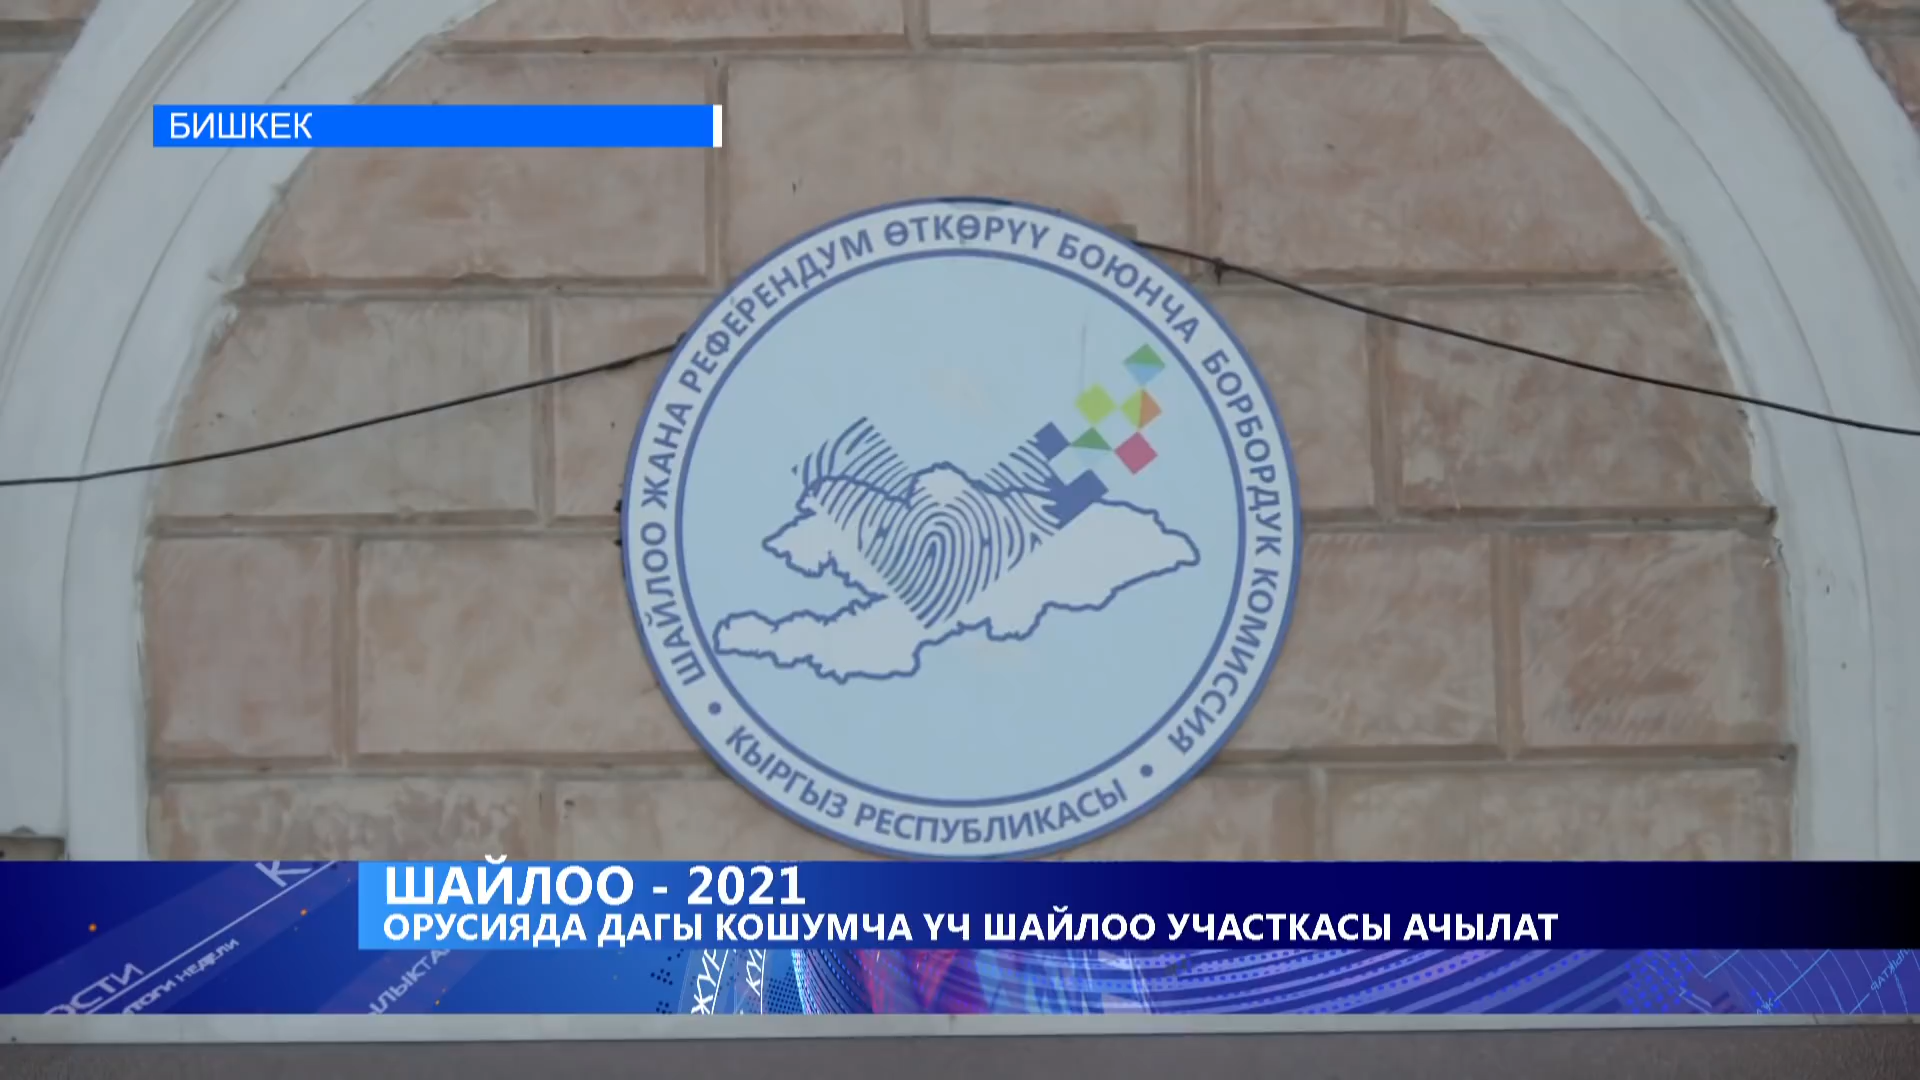 БИШКЕК
ШАЙЛОО ЖАНА РЕФЕРЕНДУМ ӨТКӨРҮҮ БОЮНЧА БОРБОРДУК КОМИССИЯ
• КЫРГЫЗ РЕСПУБЛИКАСЫ •
ШАЙЛОО - 2021
ОРУСИЯДА ДАГЫ КОШУМЧА ҮЧ ШАЙЛОО УЧАСТКАСЫ АЧЫЛАТ